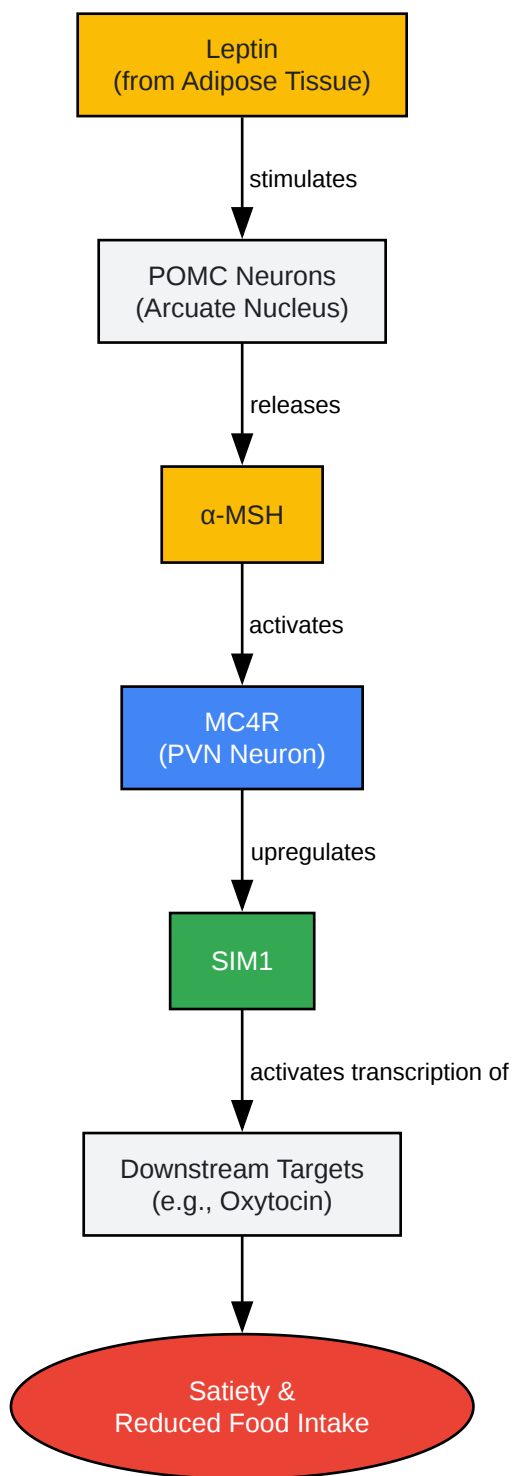 Leptin
(from Adipose Tissue)
stimulates
POMC Neurons
(Arcuate Nucleus)
releases
α-MSH
activates
MC4R
(PVN Neuron)
upregulates
SIM1
activates transcription of
Downstream Targets
(e.g., Oxytocin)
Satiety &
Reduced Food Intake